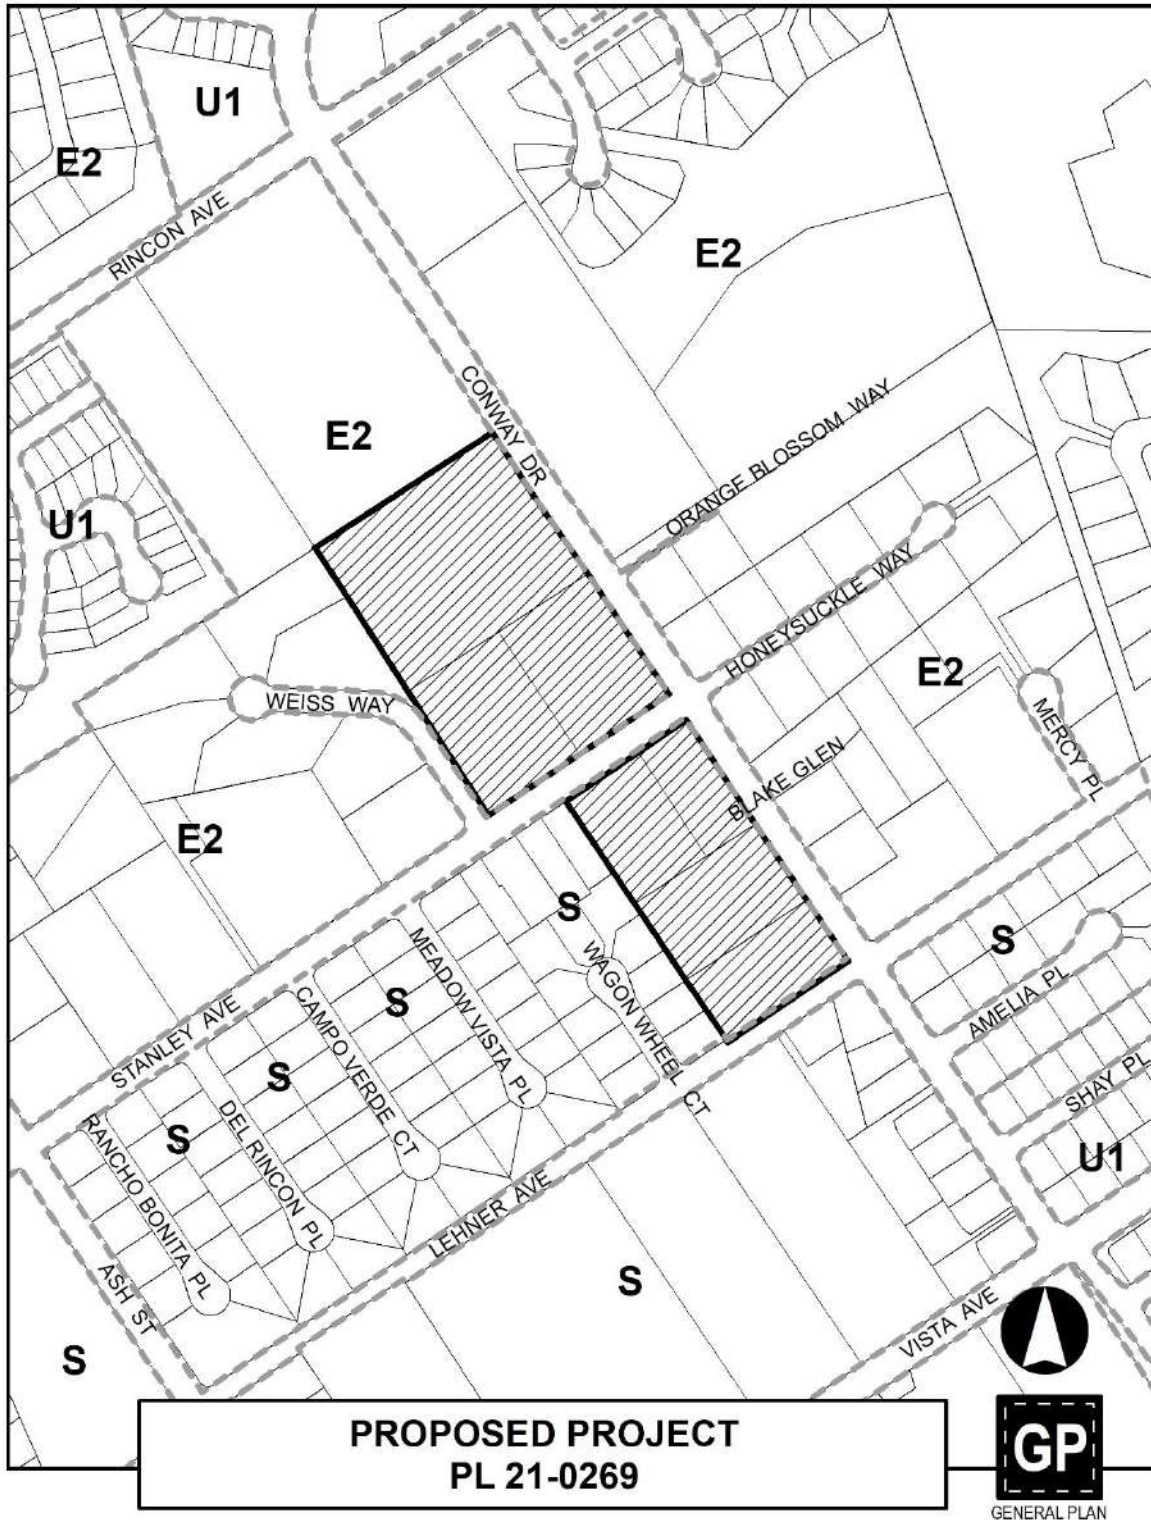 U1
E2
RINCON AVE
E2
CONWAY DR
E2
ORANGE BLOSSOM WAY
U1
HONEYSUCKLE WAY
E2
WEISS WAY
MERCY PL
BLAKE GLEN
E2
S
S
WAGON WHEEL CT
MEADOW VISTA PL
S
CAMPO VERDE CT
AMELIA PL
STANLEY AVE
S
SHAY PL
DEL RINCON PL
S
RANCHO BONITA PL
U1
LEHNER AVE
ASH ST
S
VISTA AVE
S
PROPOSED PROJECT
PL 21-0269
GP
GENERAL PLAN